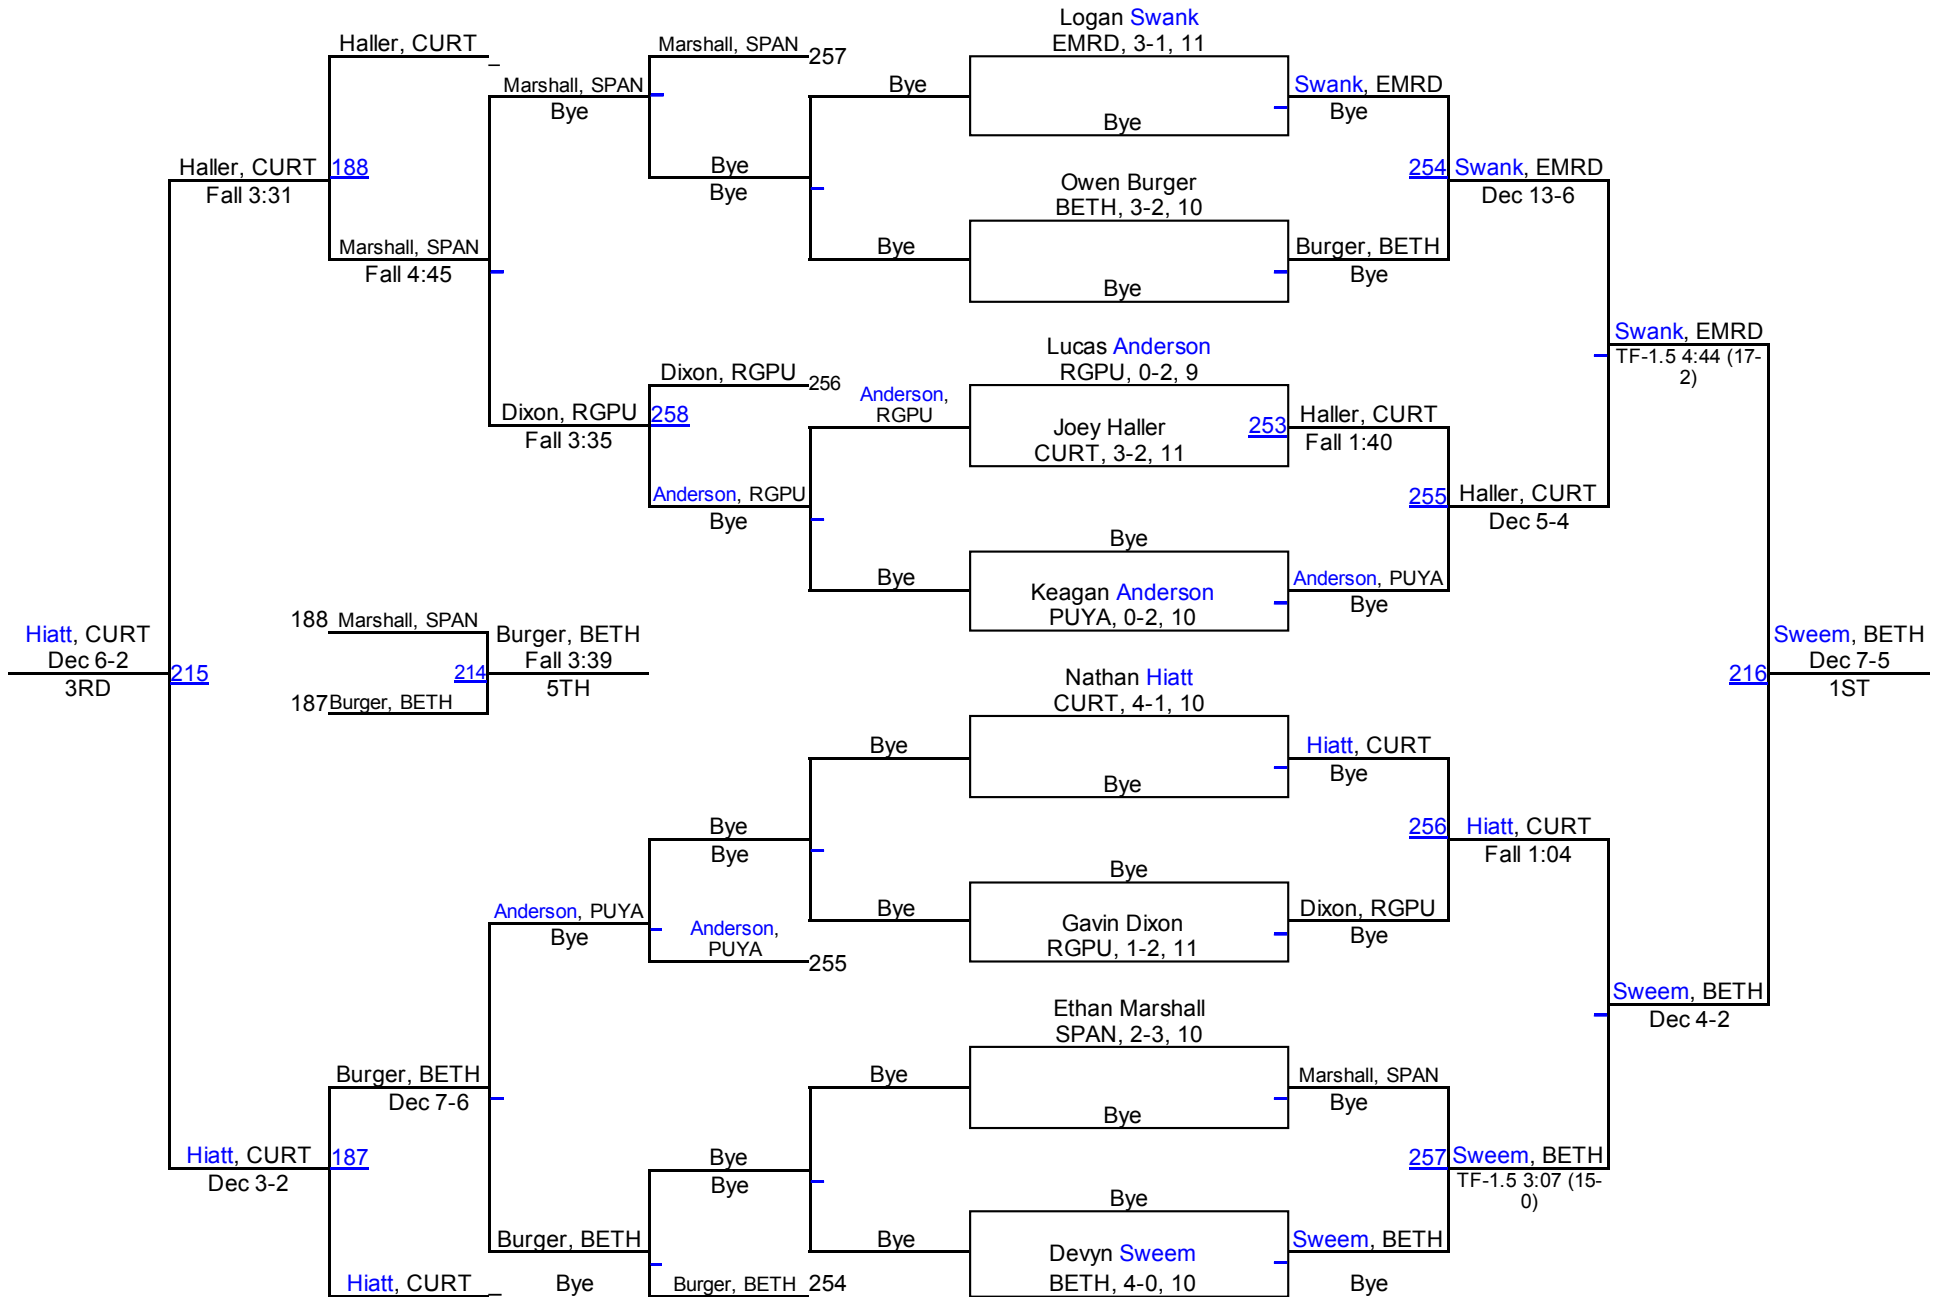 Logan Swank
EMRD, 3-1, 11
Haller, CURT
Marshall, SPAN
257
_
Marshall, SPAN
Bye
Bye
Swank, EMRD
Bye
Bye
Haller, CURT
188
Fall 3:31
Bye
Bye
Owen Burger
BETH, 3-2, 10
254
Swank, EMRD
Dec 13-6
Marshall, SPAN
Fall 4:45
Bye
Bye
Burger, BETH
Bye
Lucas Anderson
RGPU, 0-2, 9
Swank, EMRD
TF-1.5 4:44 (17-
2)
Dixon, RGPU
256
Anderson,
RGPU
Dixon, RGPU
258
Fall 3:35
Joey Haller
CURT, 3-2, 11
253
Haller, CURT
Fall 1:40
Anderson, RGPU
Bye
255
Haller, CURT
Dec 5-4
Bye
Bye
Keagan Anderson
PUYA, 0-2, 10
Anderson, PUYA
Bye
188
Marshall, SPAN
Hiatt, CURT
Dec 6-2
3RD
215
214
Burger, BETH
Fall 3:39
5TH
187
Burger, BETH
Sweem, BETH
Dec 7-5
1ST
216
Nathan Hiatt
CURT, 4-1, 10
Bye
Bye
Hiatt, CURT
Bye
Bye
Bye
256
Hiatt, CURT
Fall 1:04
Bye
Anderson, PUYA
Bye
Anderson,
PUYA
255
Bye
Gavin Dixon
RGPU, 1-2, 11
Dixon, RGPU
Bye
Ethan Marshall
SPAN, 2-3, 10
Sweem, BETH
Dec 4-2
Burger, BETH
Dec 7-6
Bye
Bye
Marshall, SPAN
Bye
Hiatt, CURT
187
Dec 3-2
Bye
Bye
257
Sweem, BETH
TF-1.5 3:07 (15-
0)
Bye
Burger, BETH
Bye
Bye
Devyn Sweem
BETH, 4-0, 10
Sweem, BETH
Bye
Hiatt, CURT
_
Burger, BETH
254